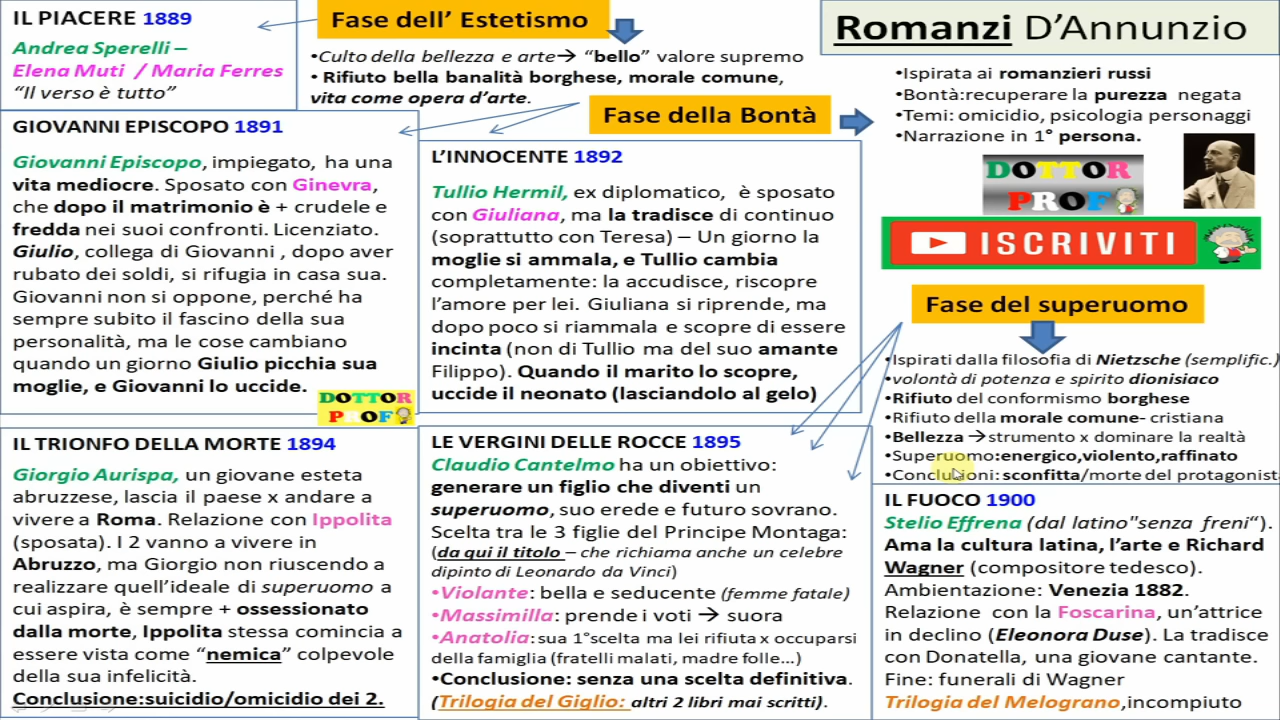 IL PIACERE 1889
Andrea Sperelli –
Elena Muti / Maria Ferres
“Il verso è tutto”
Fase dell’ Estetismo
•Culto della bellezza e arte→ “bello” valore supremo
• Rifiuto bella banalità borghese, morale comune,
vita come opera d’arte.
Romanzi D’Annunzio
Fase della Bontà
•Ispirata ai romanzieri russi
•Bontà:recuperare la purezza negata
•Temi: omicidio, psicologia personaggi
•Narrazione in 1° persona.
DOTTOR
PROF
ISCRIVITI
GIOVANNI EPISCOPO 1891
Giovanni Episcopo, impiegato, ha una
vita mediocre. Sposato con Ginevra,
che dopo il matrimonio è + crudele e
fredda nei suoi confronti. Licenziato.
Giulio, collega di Giovanni , dopo aver
rubato dei soldi, si rifugia in casa sua.
Giovanni non si oppone, perché ha
sempre subito il fascino della sua
personalità, ma le cose cambiano
quando un giorno Giulio picchia sua
moglie, e Giovanni lo uccide.
DOTTOR
PROF
L’INNOCENTE 1892
Tullio Hermil, ex diplomatico, è sposato
con Giuliana, ma la tradisce di continuo
(soprattutto con Teresa) – Un giorno la
moglie si ammala, e Tullio cambia
completamente: la accudisce, riscopre
l’amore per lei. Giuliana si riprende, ma
dopo poco si riammala e scopre di essere
incinta (non di Tullio ma del suo amante
Filippo). Quando il marito lo scopre,
uccide il neonato (lasciandolo al gelo)
Fase del superuomo
•Ispirati dalla filosofia di Nietzsche (semplific.)
•volontà di potenza e spirito dionisiaco
•Rifiuto del conformismo borghese
•Rifiuto della morale comune- cristiana
•Bellezza →strumento x dominare la realtà
•Superuomo:energico,violento,raffinato
•Conclusioni: sconfitta/morte del protagonist
IL TRIONFO DELLA MORTE 1894
Giorgio Aurispa, un giovane esteta
abruzzese, lascia il paese x andare a
vivere a Roma. Relazione con Ippolita
(sposata). I 2 vanno a vivere in
Abruzzo, ma Giorgio non riuscendo a
realizzare quell’ideale di superuomo a
cui aspira, è sempre + ossessionato
dalla morte, Ippolita stessa comincia a
essere vista come “nemica” colpevole
della sua infelicità.
Conclusione:suicidio/omicidio dei 2.
LE VERGINI DELLE ROCCE 1895
Claudio Cantelmo ha un obiettivo:
generare un figlio che diventi un
superuomo, suo erede e futuro sovrano.
Scelta tra le 3 figlie del Principe Montaga:
(da qui il titolo – che richiama anche un celebre
dipinto di Leonardo da Vinci)
•Violante: bella e seducente (femme fatale)
•Massimilla: prende i voti → suora
•Anatolia: sua 1°scelta ma lei rifiuta x occuparsi
della famiglia (fratelli malati, madre folle...)
•Conclusione: senza una scelta definitiva.
(Trilogia del Giglio: altri 2 libri mai scritti).
IL FUOCO 1900
Stelio Effrena (dal latino"senza freni“).
Ama la cultura latina, l’arte e Richard
Wagner (compositore tedesco).
Ambientazione: Venezia 1882.
Relazione con la Foscarina, un’attrice
in declino (Eleonora Duse). La tradisce
con Donatella, una giovane cantante.
Fine: funerali di Wagner
Trilogia del Melograno,incompiuto